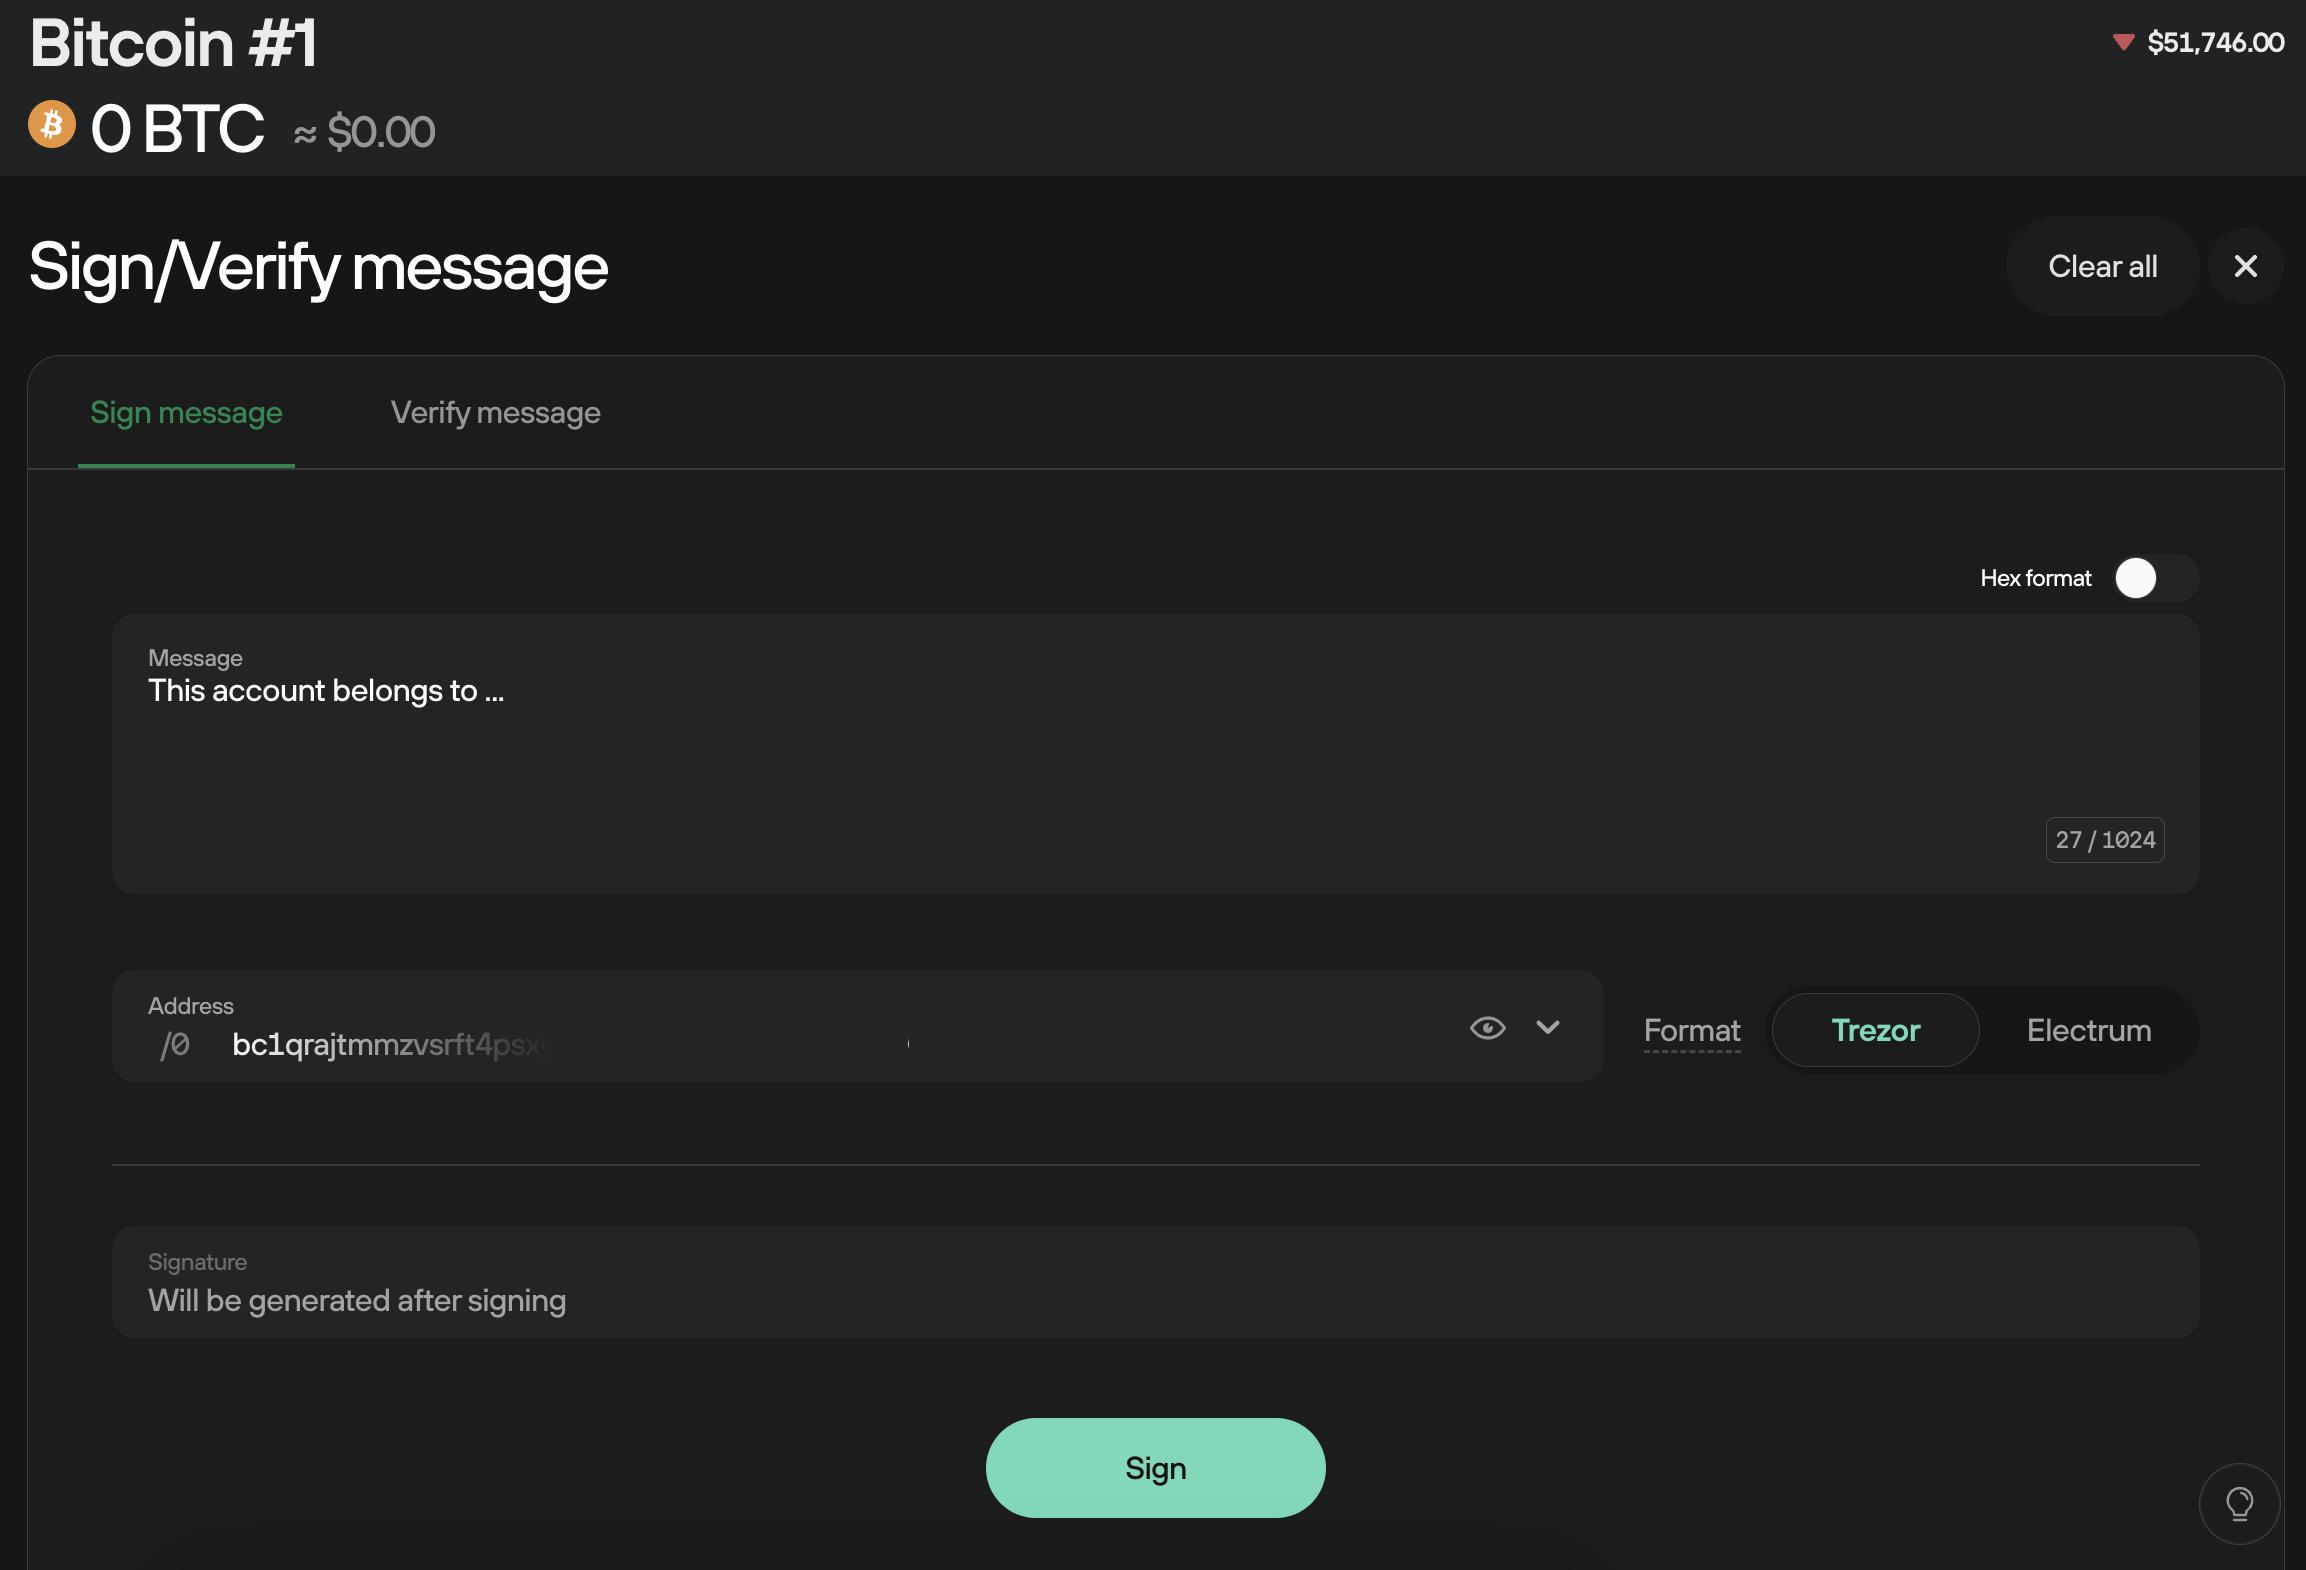 Bitcoin #1
$51,746.00
0 BTC ≈ $0.00
Sign/Verify message
Clear all
Sign message Verify message
Hex format
Message
This account belongs to ...
27 / 1024
Address
/0 bc1qrajtmmzvsrft4psx
Format Trezor Electrum
Signature
Will be generated after signing
Sign